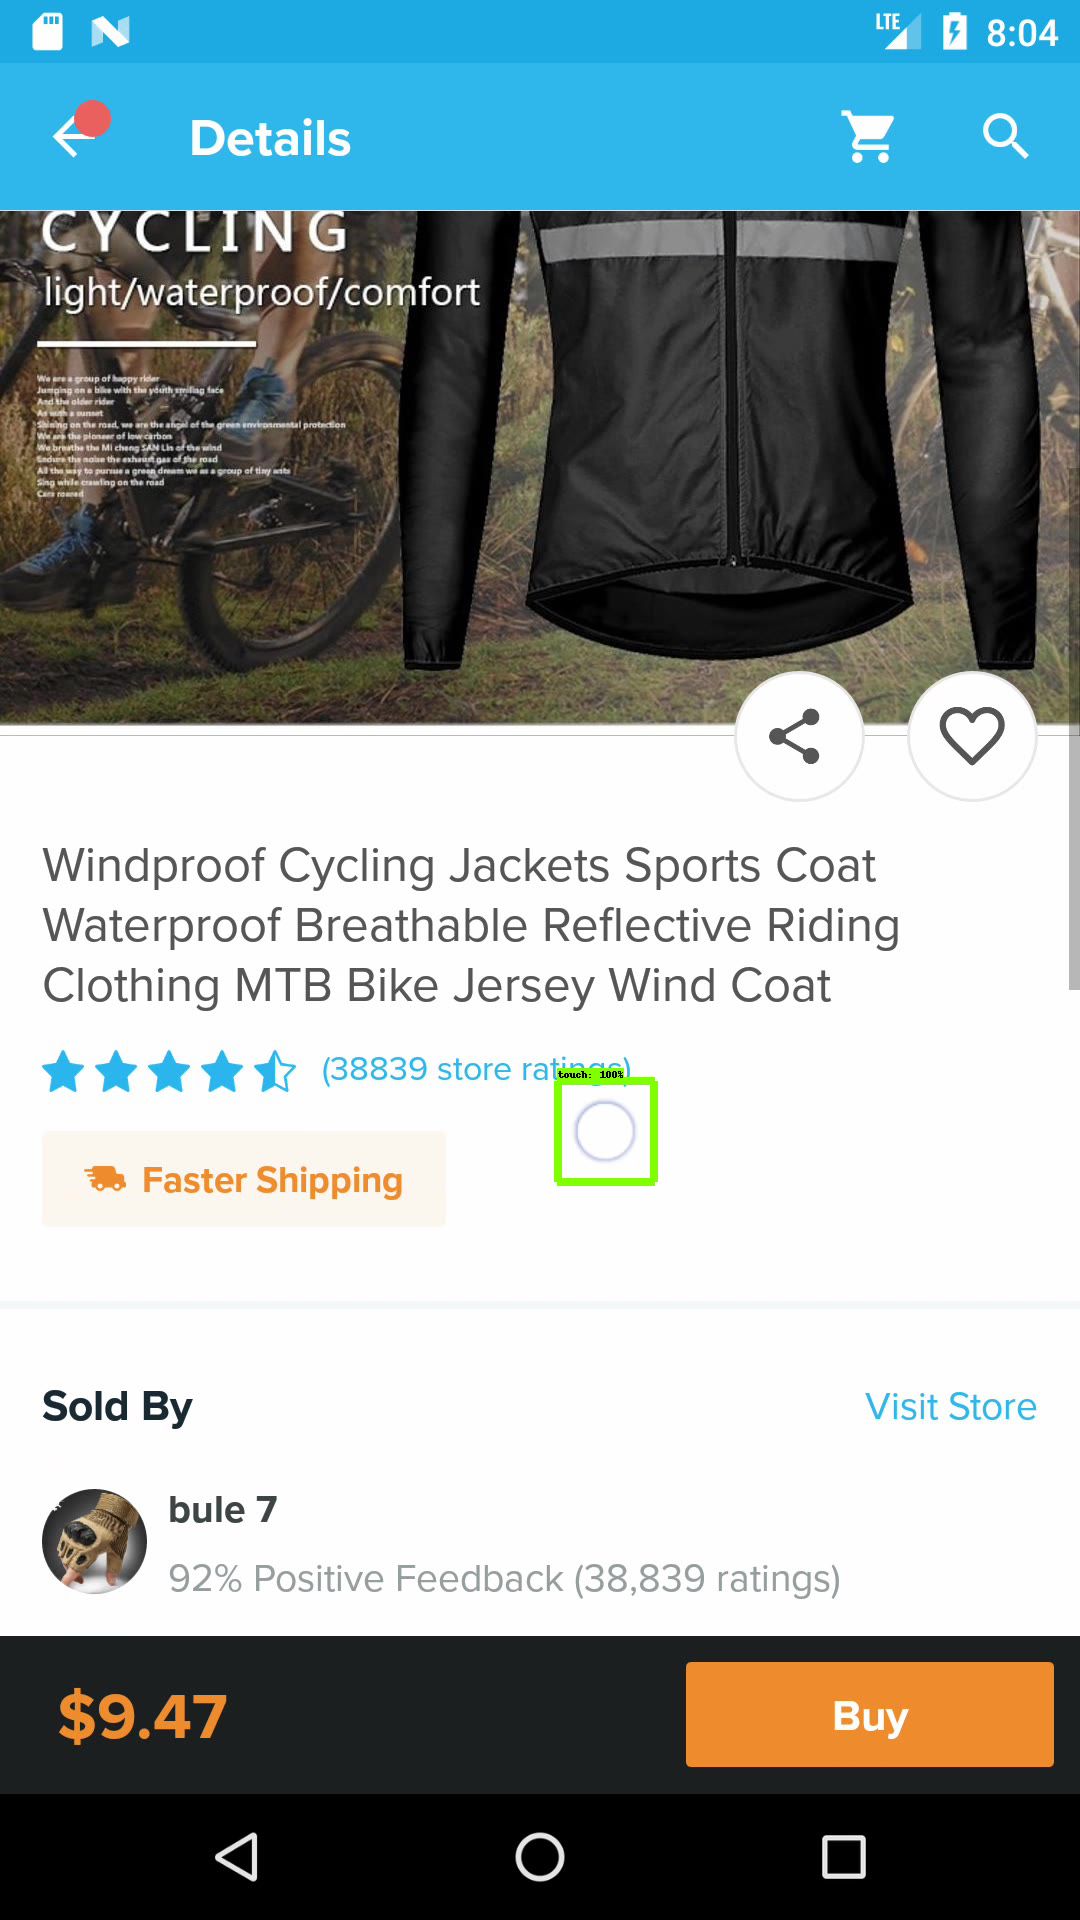 LTE 8:04
Details
CYCLING
light/waterproof/comfort
We are a group of happy rider
Jumping on a bike with the youth smiling face
And the older rider
As with a sunset
Shining on the road, we are the angel of the green environmental protection
We are the pioneer of low carbon
We breathe the Mi cheng SAN Lin of the wind
Endure the noise the exhaust gas of the road
All the way to pursue a green dream we as a group of tiny ants
Sing while crawling on the road
Cars roared
Windproof Cycling Jackets Sports Coat
Waterproof Breathable Reflective Riding
Clothing MTB Bike Jersey Wind Coat
(38839 store ratings)
touch: 100%
Faster Shipping
Sold By
Visit Store
bule 7
92% Positive Feedback (38,839 ratings)
$9.47
Buy